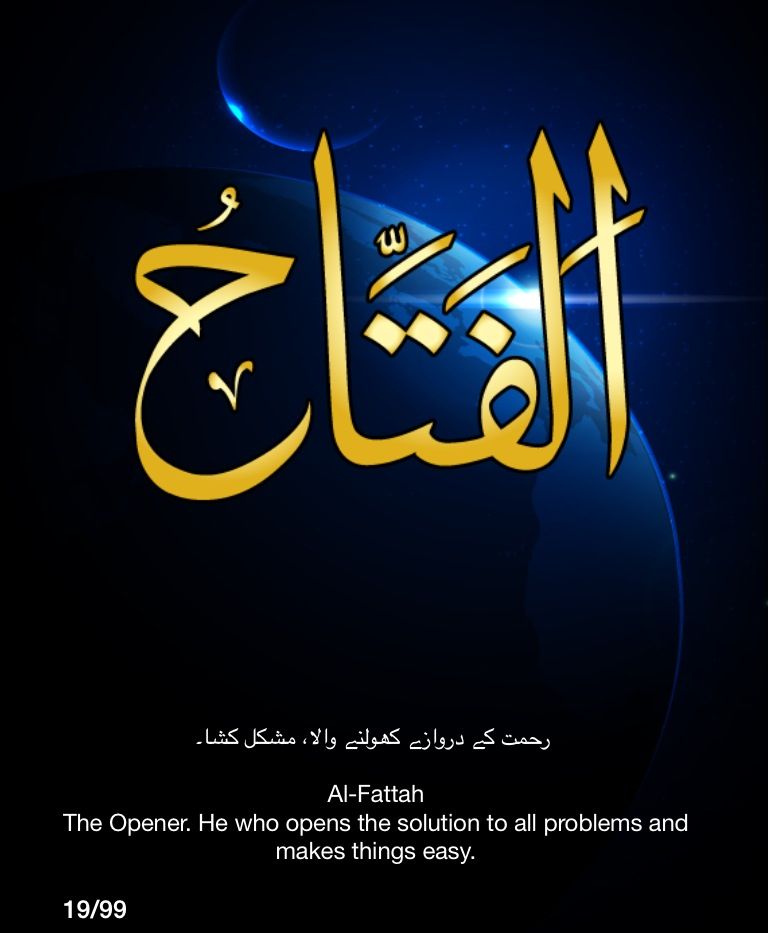 الفَتَّاحُ
رحمت کے دروازے کھولنے والا، مشکل کشا۔
Al-Fattah
The Opener. He who opens the solution to all problems and
makes things easy.
19/99